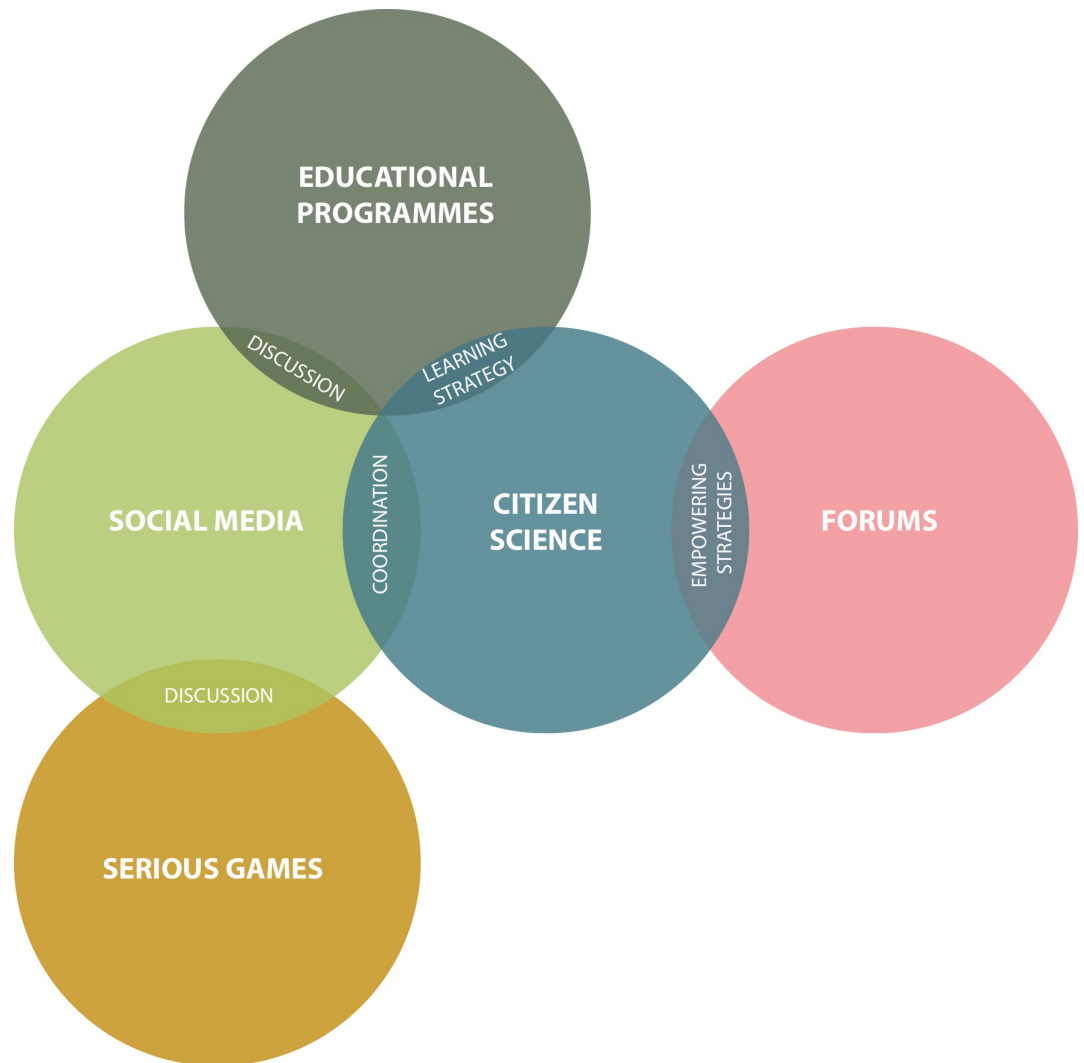 EDUCATIONAL
PROGRAMMES
DISCUSSION
LEARNING
STRATEGY
SOCIAL MEDIA
COORDINATION
CITIZEN
SCIENCE
EMPOWERING
STRATEGIES
FORUMS
DISCUSSION
SERIOUS GAMES